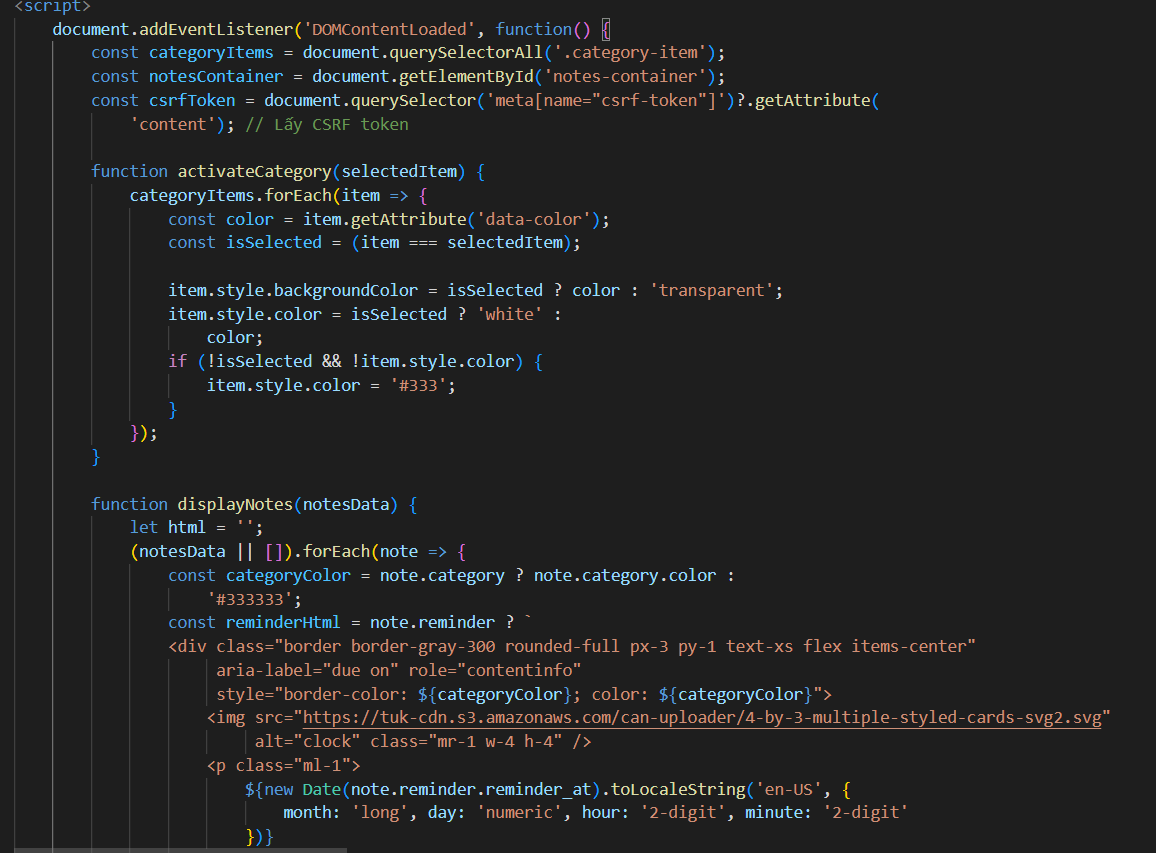 <script>
document.addEventListener('DOMContentLoaded', function() {
const categoryItems = document.querySelectorAll('.category-item');
const notesContainer = document.getElementById('notes-container');
const csrfToken = document.querySelector('meta[name="csrf-token"]')?.getAttribute(
'content'); // Lấy CSRF token
function activateCategory(selectedItem) {
categoryItems.forEach(item => {
const color = item.getAttribute('data-color');
const isSelected = (item === selectedItem);
item.style.backgroundColor = isSelected ? color : 'transparent';
item.style.color = isSelected ? 'white' :
color;
if (!isSelected && !item.style.color) {
item.style.color = '#333';
}
});
}
function displayNotes(notesData) {
let html = '';
(notesData || []).forEach(note => {
const categoryColor = note.category ? note.category.color :
'#333333';
const reminderHtml = note.reminder ? `
<div class="border border-gray-300 rounded-full px-3 py-1 text-xs flex items-center"
aria-label="due on" role="contentinfo"
style="border-color: ${categoryColor}; color: ${categoryColor}">
<img src="https://tuk-cdn.s3.amazonaws.com/can-uploader/4-by-3-multiple-styled-cards-svg2.svg"
alt="clock" class="mr-1 w-4 h-4" />
<p class="ml-1">
${new Date(note.reminder.reminder_at).toLocaleString('en-US', {
month: 'long', day: 'numeric', hour: '2-digit', minute: '2-digit'
})}